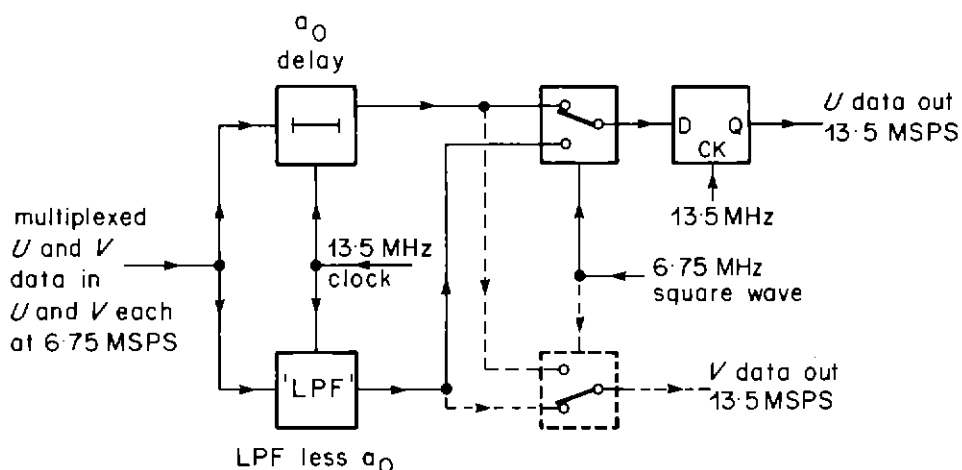 a0
delay
U data out
13·5 MSPS
D Q
CK
13·5 MHz
multiplexed
U and V
data in
U and V each
at 6·75 MSPS
13·5 MHz
clock
6·75 MHz
square wave
'LPF'
V data out
13·5 MSPS
LPF less a0